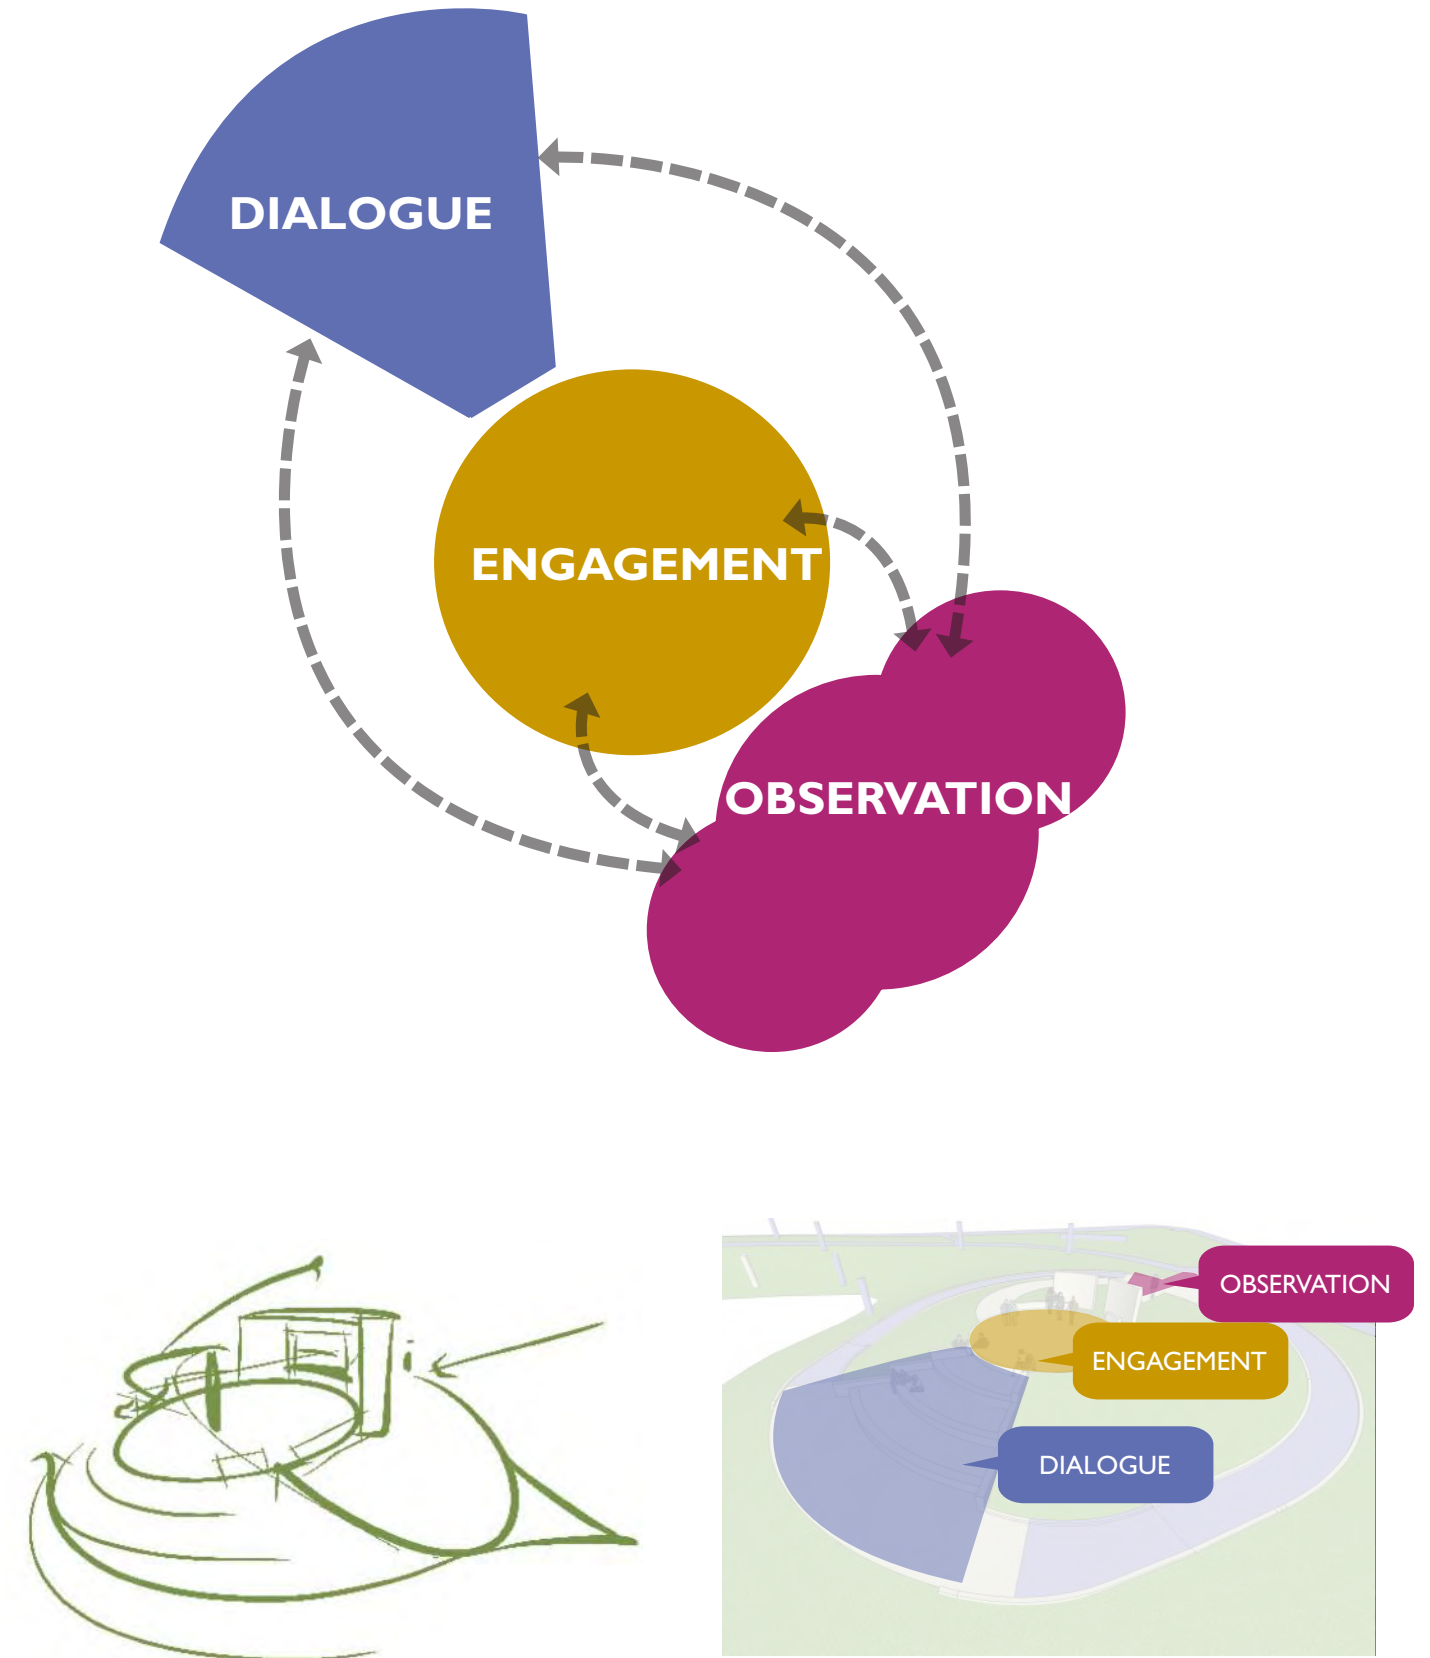 DIALOGUE
ENGAGEMENT
OBSERVATION
OBSERVATION
ENGAGEMENT
DIALOGUE